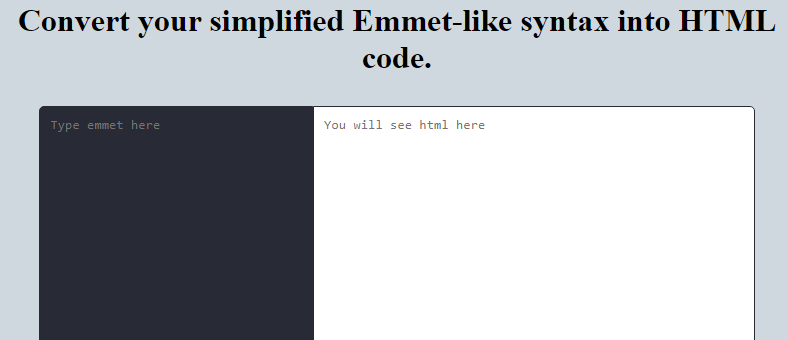 Convert your simplified Emmet-like syntax into HTML
code.
Type emmet here
You will see html here